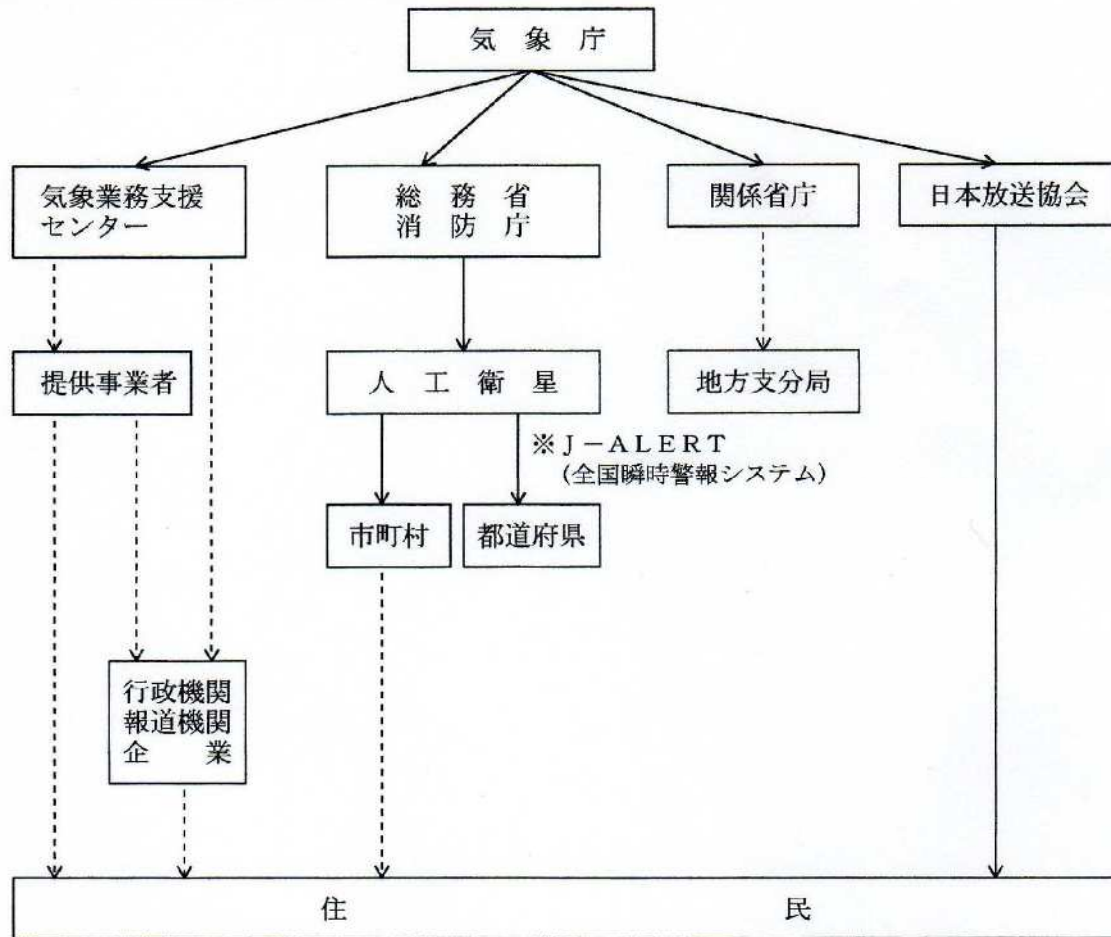 気象庁
気象業務支援
センター
総務省
消防庁
関係省庁
日本放送協会
提供事業者
人工衛星
地方支分局
※J-ALERT
(全国瞬時警報システム)
市町村
都道府県
行政機関
報道機関
企業
住民